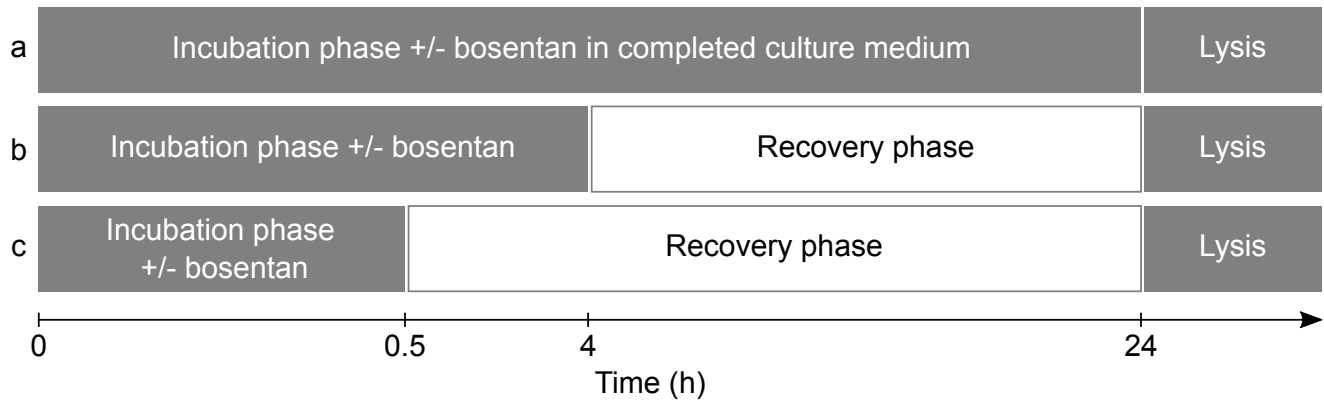 a
Incubation phase +/- bosentan in completed culture medium
Lysis
b
Incubation phase +/- bosentan
Recovery phase
Lysis
c
Incubation phase
+/- bosentan
Recovery phase
Lysis
0
0.5
4
24
Time (h)